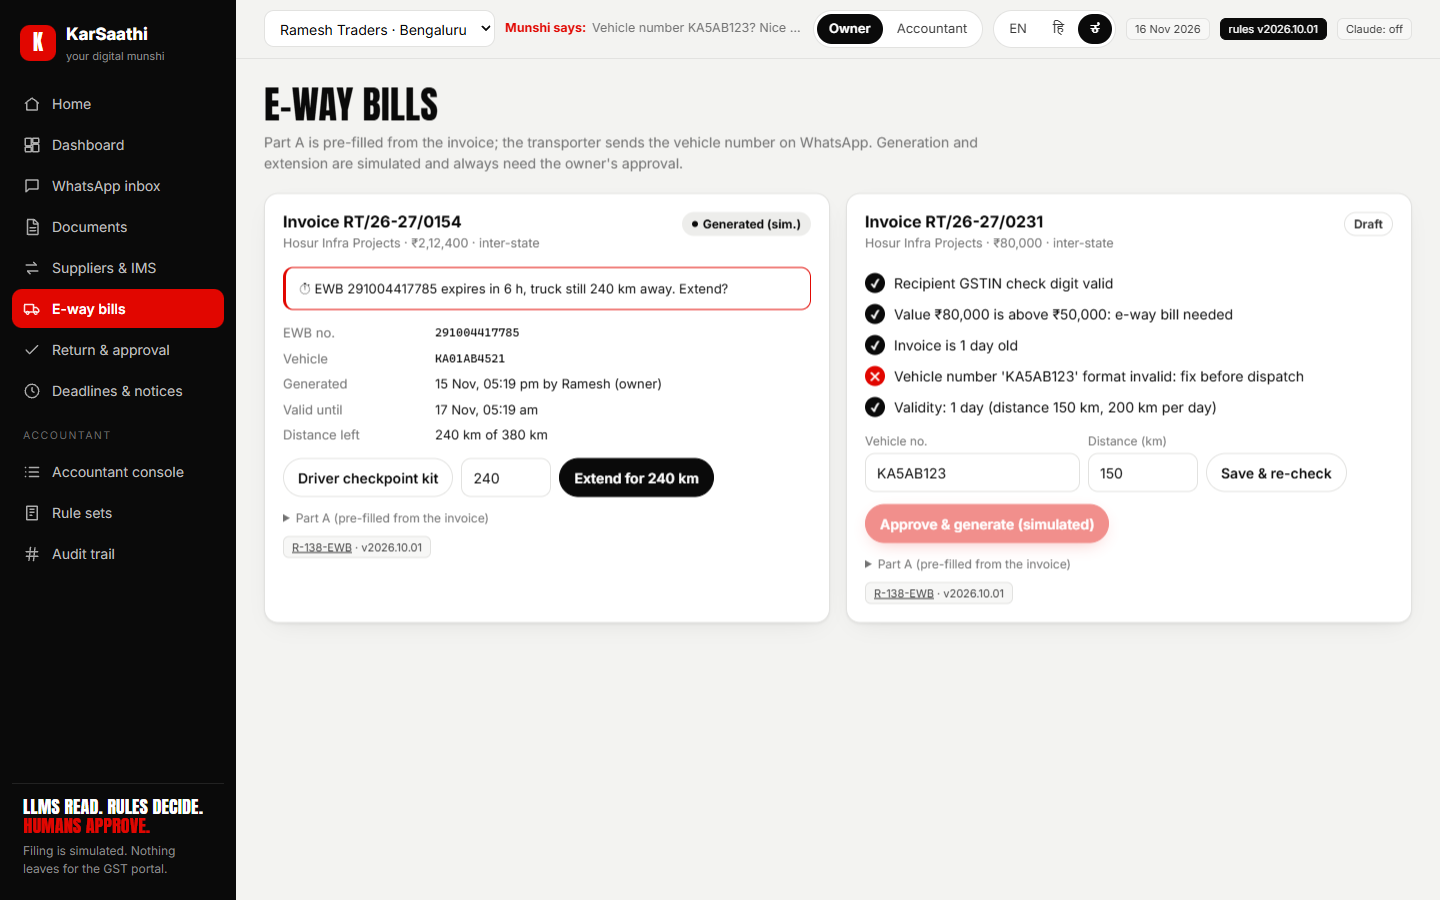 K
KarSaathi
your digital munshi
Home
Dashboard
WhatsApp inbox
Documents
Suppliers & IMS
E-way bills
Return & approval
Deadlines & notices
ACCOUNTANT
Accountant console
Rule sets
Audit trail
LLMS READ. RULES DECIDE.
HUMANS APPROVE.
Filing is simulated. Nothing
leaves for the GST portal.
Ramesh Traders · Bengaluru
Munshi says: Vehicle number KA5AB123? Nice ...
Owner
Accountant
EN
हि
ಕ
16 Nov 2026
rules v2026.10.01
Claude: off
E-WAY BILLS
Part A is pre-filled from the invoice; the transporter sends the vehicle number on WhatsApp. Generation and
extension are simulated and always need the owner's approval.
Invoice RT/26-27/0154
Generated (sim.)
Hosur Infra Projects · ₹2,12,400 · inter-state
⏱ EWB 291004417785 expires in 6 h, truck still 240 km away. Extend?
EWB no. 291004417785
Vehicle KA01AB4521
Generated 15 Nov, 05:19 pm by Ramesh (owner)
Valid until 17 Nov, 05:19 am
Distance left 240 km of 380 km
Driver checkpoint kit
240
Extend for 240 km
Part A (pre-filled from the invoice)
R-138-EWB · v2026.10.01
Invoice RT/26-27/0231
Draft
Hosur Infra Projects · ₹80,000 · inter-state
Recipient GSTIN check digit valid
Value ₹80,000 is above ₹50,000: e-way bill needed
Invoice is 1 day old
Vehicle number 'KA5AB123' format invalid: fix before dispatch
Validity: 1 day (distance 150 km, 200 km per day)
Vehicle no.
Distance (km)
KA5AB123
150
Save & re-check
Approve & generate (simulated)
Part A (pre-filled from the invoice)
R-138-EWB · v2026.10.01